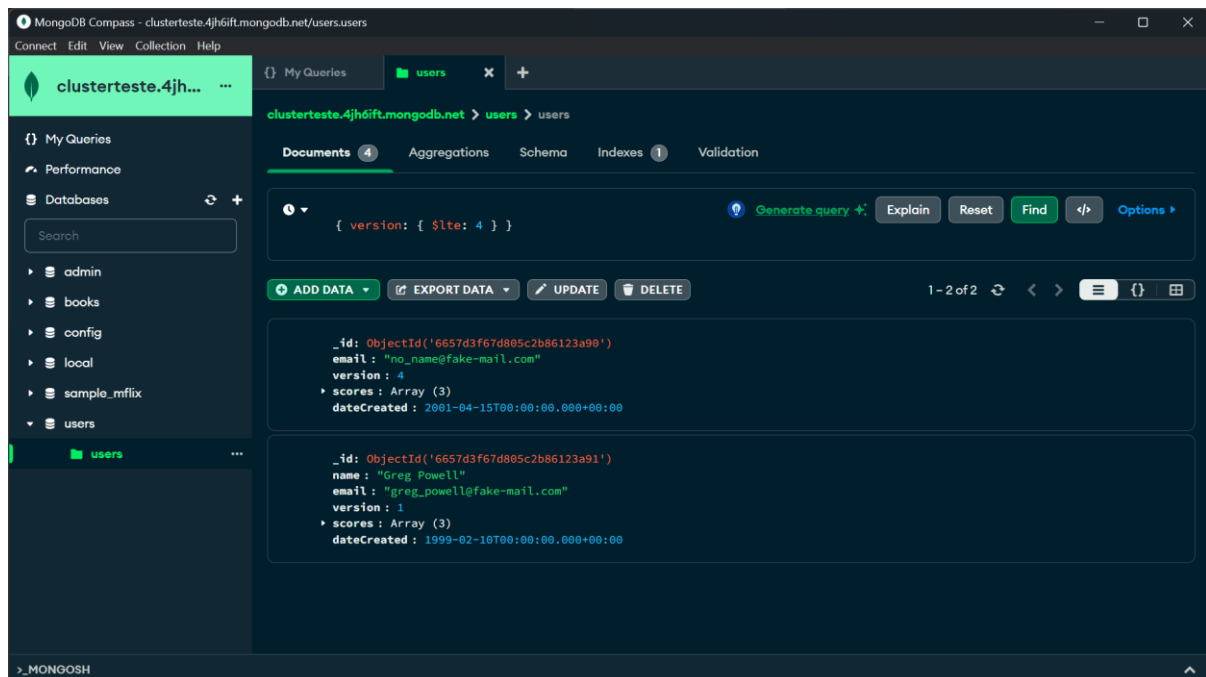 MongoDB Compass - clusterteste.4jh6ift.mongodb.net/users.users
Connect Edit View Collection Help
clusterteste.4jh... ...
{} My Queries
Performance
Databases
Search
admin
books
config
local
sample_mflix
users
users ...
{} My Queries users
clusterteste.4jh6ift.mongodb.net > users > users
Documents 4 Aggregations Schema Indexes 1 Validation
{ version: { $lte: 4 } }
Generate query Explain Reset Find </> Options
ADD DATA EXPORT DATA UPDATE DELETE
1 – 2 of 2 {}
_id: ObjectId('6657d3f67d805c2b86123a90')
email : "no_name@fake-mail.com"
version : 4
scores : Array (3)
dateCreated : 2001-04-15T00:00:00.000+00:00
_id: ObjectId('6657d3f67d805c2b86123a91')
name : "Greg Powell"
email : "greg_powell@fake-mail.com"
version : 1
scores : Array (3)
dateCreated : 1999-02-10T00:00:00.000+00:00
>_MONGOSH